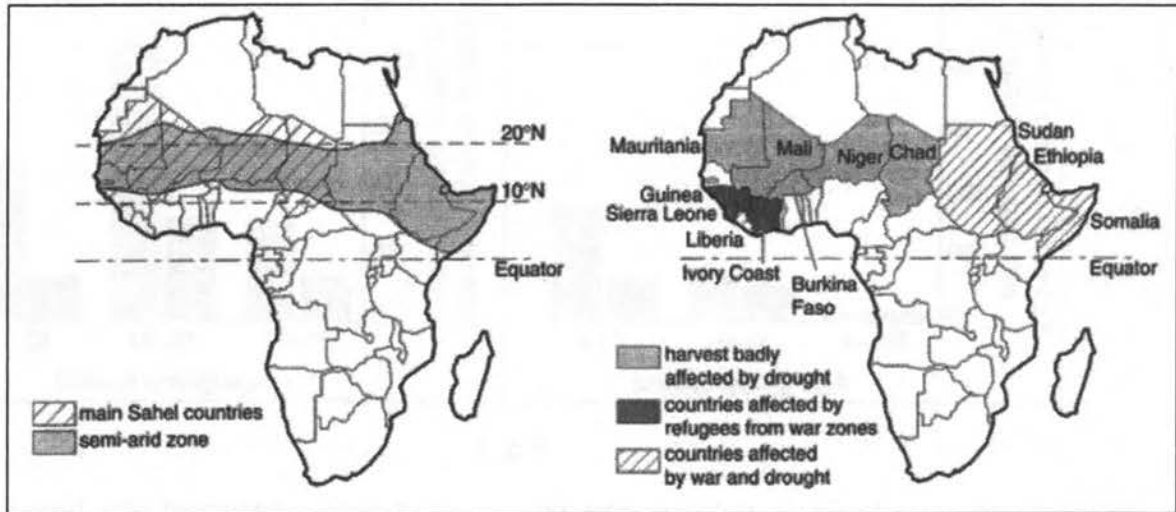 20°N
10°N
Equator
main Sahel countries
semi-arid zone
Mauritania
Mali
Niger
Chad
Sudan
Ethiopia
Guinea
Sierra Leone
Somalia
Liberia
Ivory Coast
Burkina
Faso
Equator
harvest badly
affected by drought
countries affected by
refugees from war zones
countries affected
by war and drought